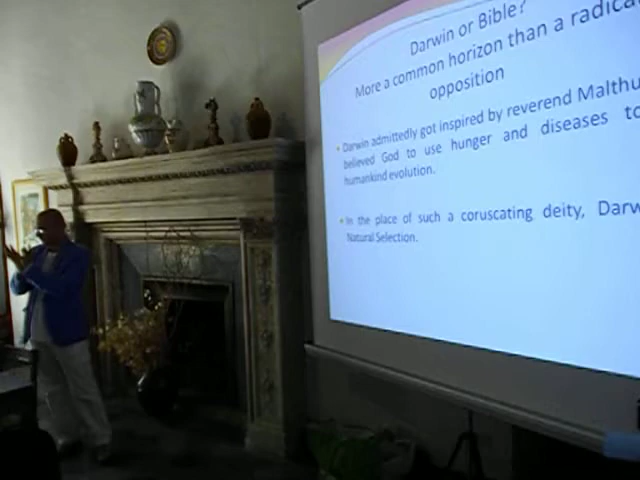 Darwin or Bible?
More a common horizon than a radica
opposition
Darwin admittedly got inspired by reverend Malthu
believed God to use hunger and diseases to
humankind evolution.
In the place of such a coruscating deity, Darw
Natural Selection.